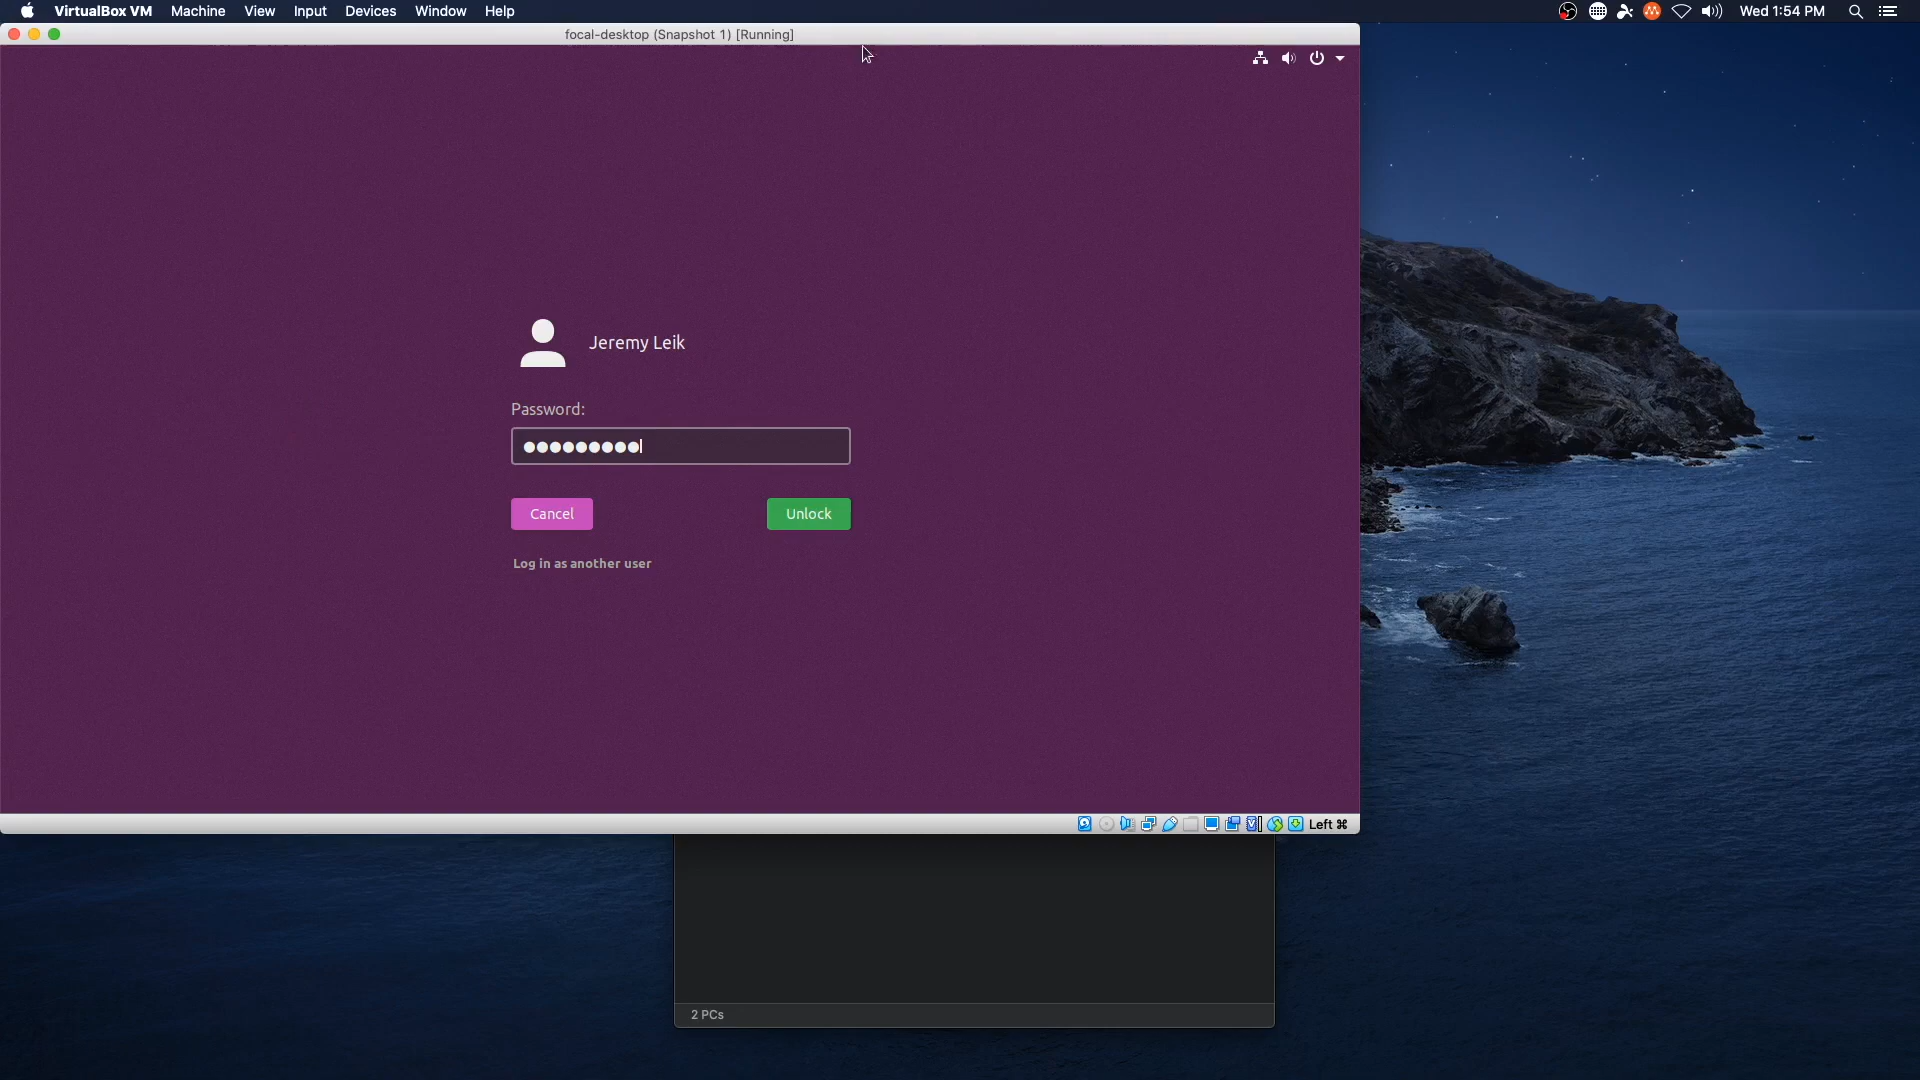 VirtualBox VM Machine View Input Devices Window Help Wed 1:54 PM
focal-desktop (Snapshot 1) [Running]
Jeremy Leik
Password:
Cancel Unlock
Log in as another user
Left ⌘
2 PCs